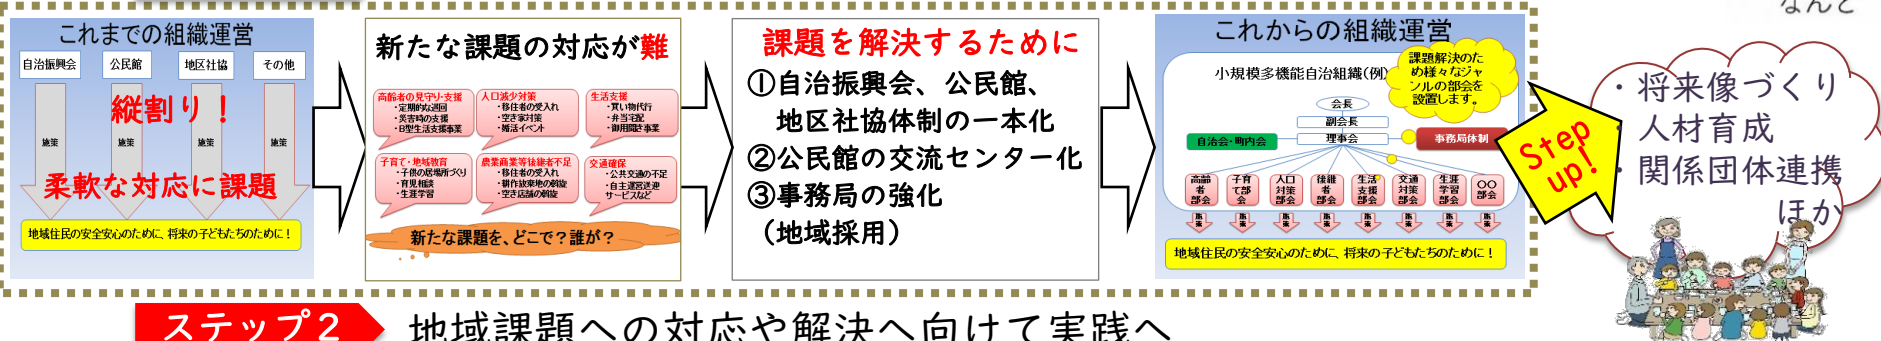 なんと
これまでの組織運営
自治振興会
公民館
地区社協
その他
縦割り！
施策
施策
施策
施策
柔軟な対応に課題
地域住民の安全安心のために、将来の子どもたちのために！
新たな課題の対応が難
高齢者の見守り・支援
・定期的な巡回
・災害時の支援
・B型生活支援事業
人口減少対策
・移住者の受入れ
・空き家対策
・婚活イベント
生活支援
・買い物代行
・弁当宅配
・御用聞き事業
子育て・地域教育
・子供の居場所づくり
・育児相談
・生涯学習
農業商業等後継者不足
・移住者の受入れ
・耕作放棄地の斡旋
・空き店舗の斡旋
交通確保
・公共交通の不足
・自主運営送迎
サービスなど
新たな課題を、どこで？誰が？
課題を解決するために
①自治振興会、公民館、
地区社協体制の一本化
②公民館の交流センター化
③事務局の強化
（地域採用）
これからの組織運営
小規模多機能自治組織(例)
課題解決のた
め様々なジャ
ンルの部会を
設置します。
会長
副会長
理事会
自治会・町内会
事務局体制
高齢
者
部会
子育
て部
会
人口
対策
部会
後継
者
部会
生活
支援
部会
交通
対策
部会
生涯
学習
部会
〇〇
部会
施策
施策
施策
施策
施策
施策
施策
施策
地域住民の安全安心のために、将来の子どもたちのために！
Step
up!
・将来像づくり
・人材育成
・関係団体連携
ほか
ステップ２
地域課題への対応や解決へ向けて実践へ